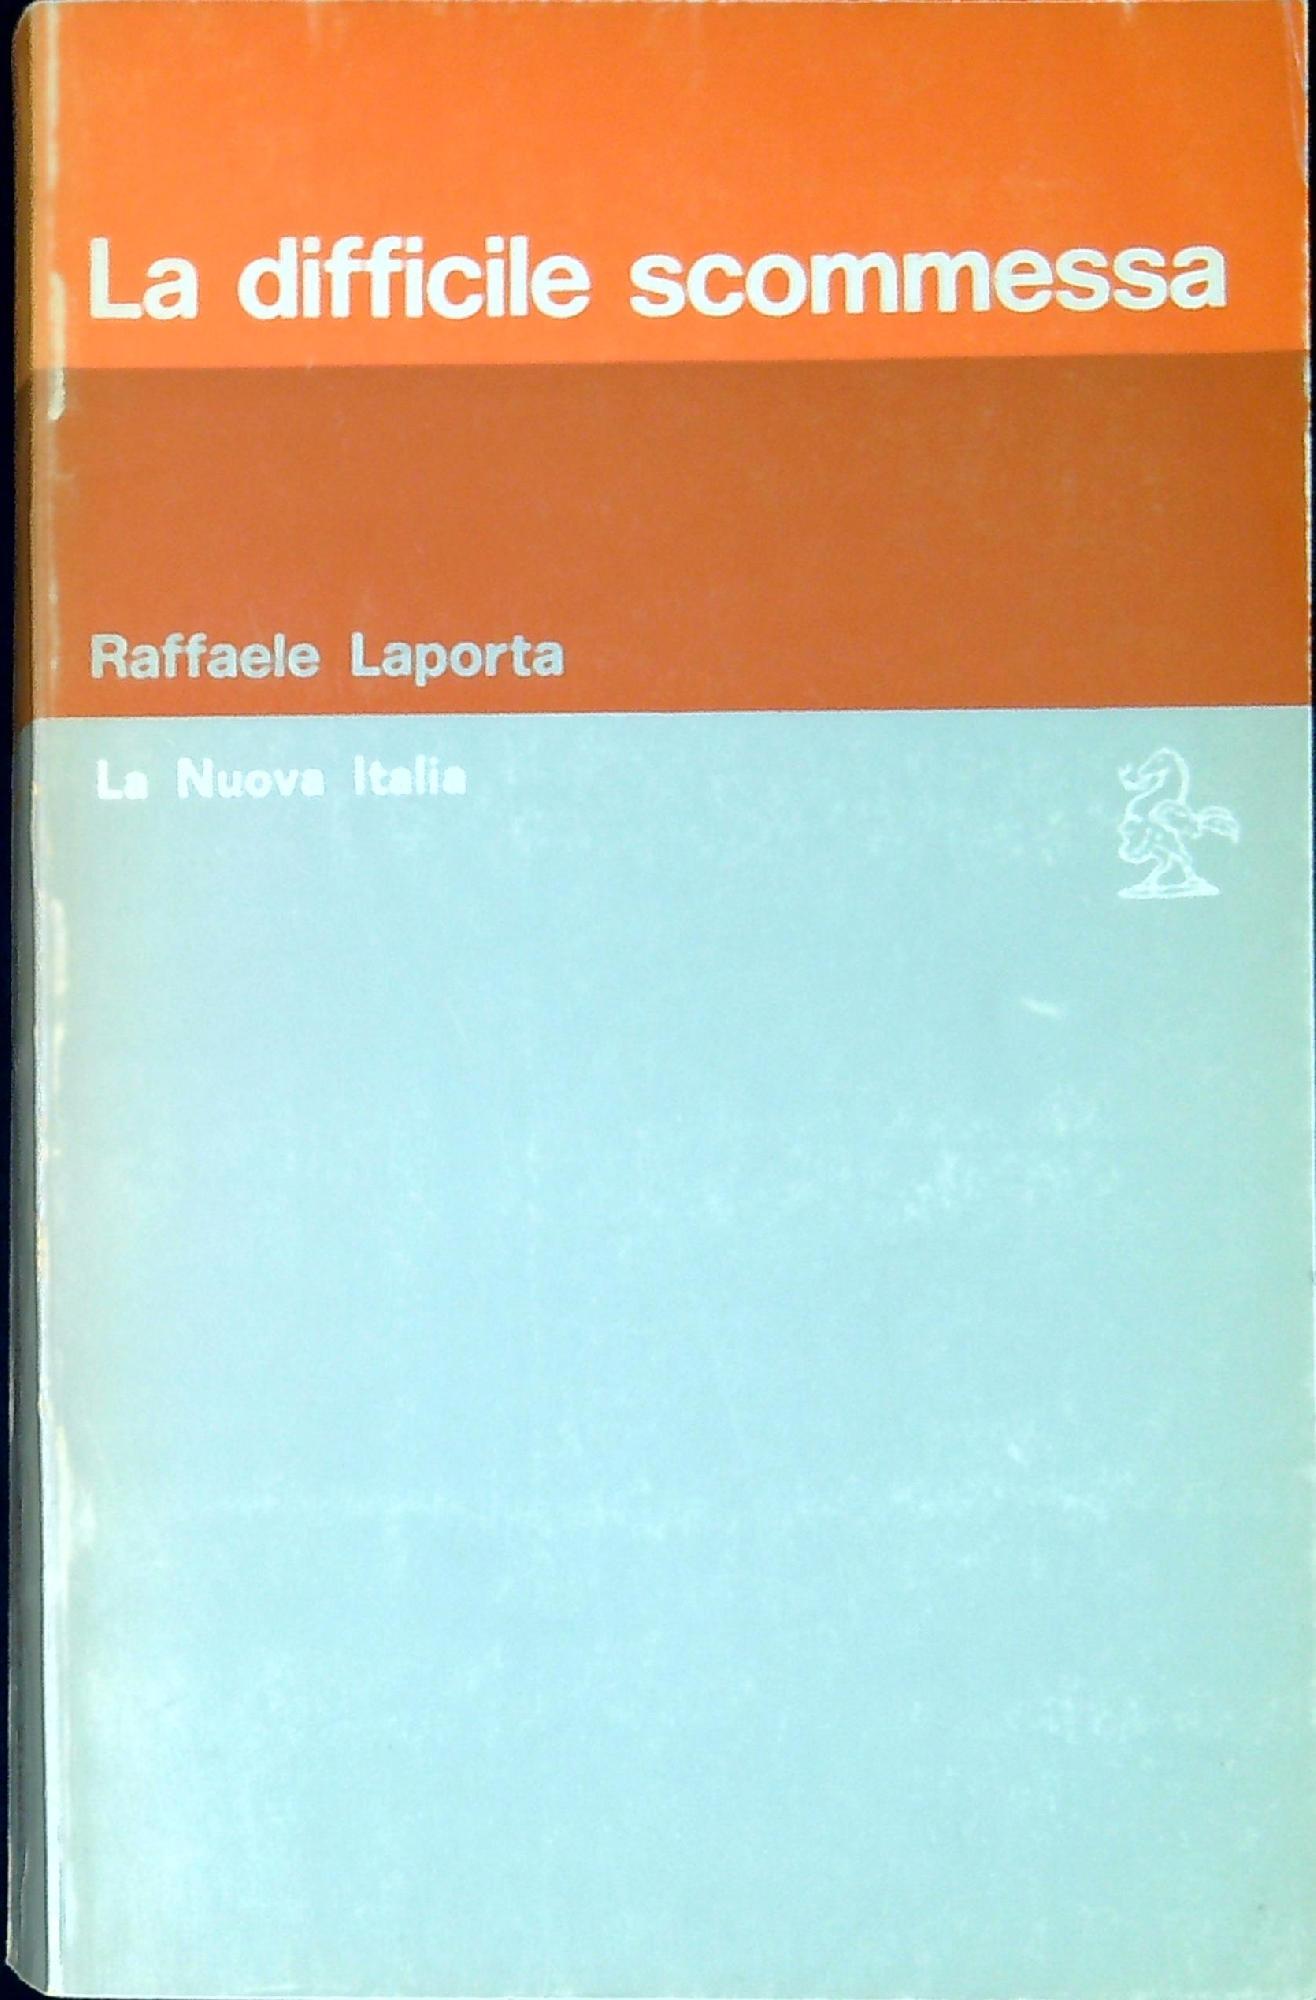 La difficile scommessa
Raffaele Laporta
La Nuova Italia